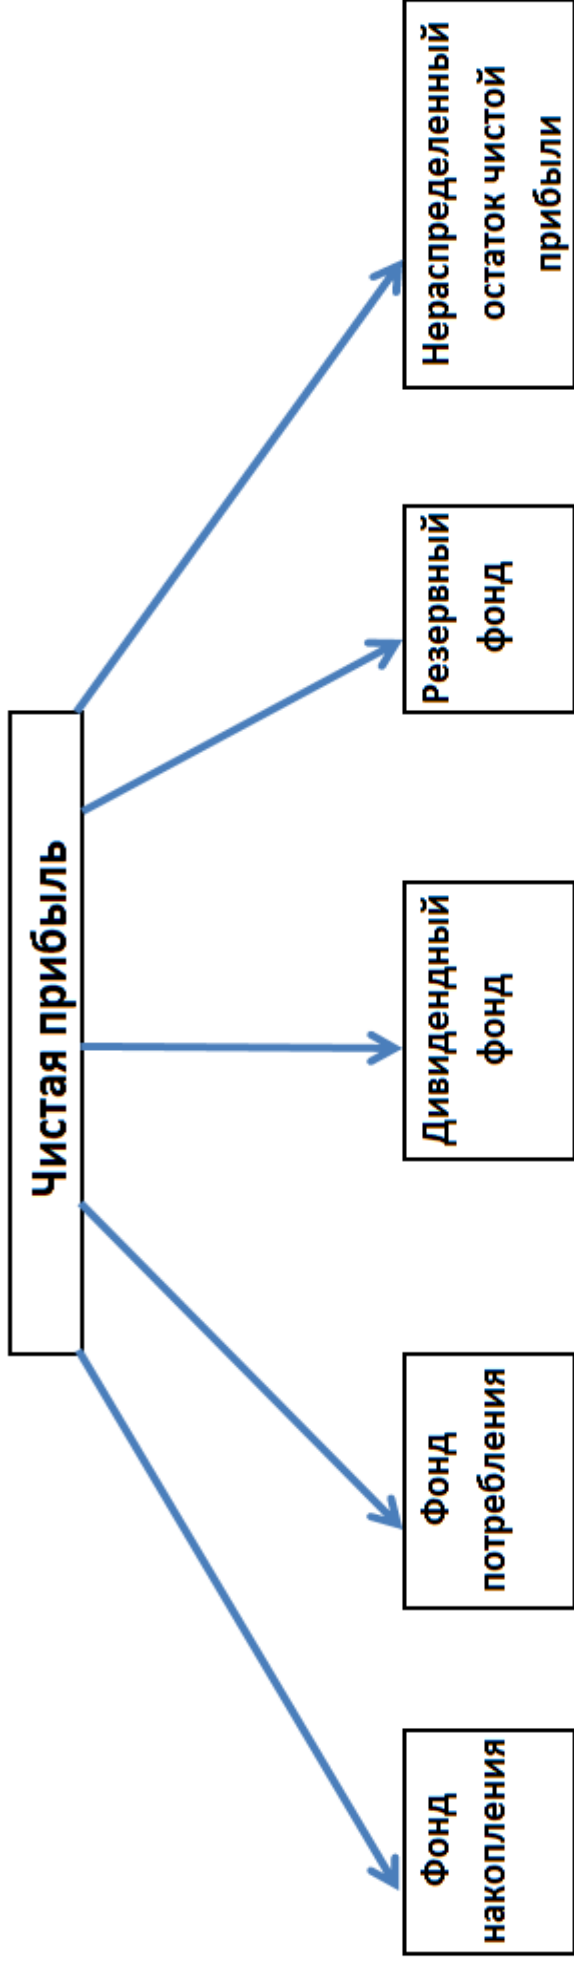 Чистая прибыль
Фонд
накопления
Фонд
потребления
Дивидендный
фонд
Резервный
фонд
Нераспределенный
остаток чистой
прибыли